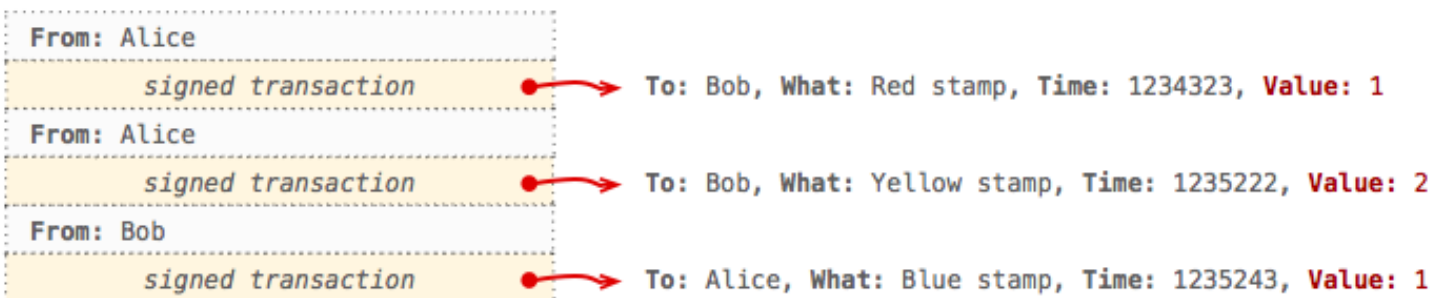 From: Alice
signed transaction To: Bob, What: Red stamp, Time: 1234323, Value: 1
From: Alice
signed transaction To: Bob, What: Yellow stamp, Time: 1235222, Value: 2
From: Bob
signed transaction To: Alice, What: Blue stamp, Time: 1235243, Value: 1